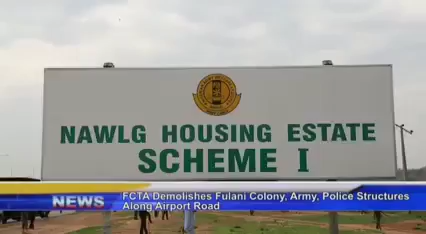 NAWLG HOUSING ESTATE
SCHEME I
NEWS
FCTA Demolishes Fulani Colony, Army, Police Structures
Along Airport Road